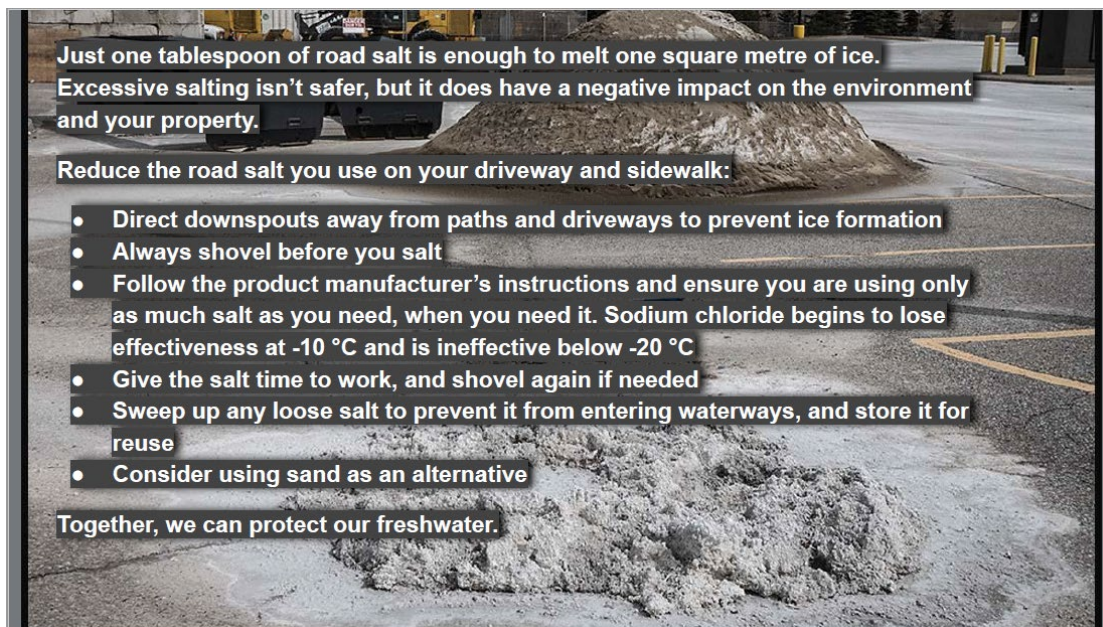 Just one tablespoon of road salt is enough to melt one square metre of ice.
Excessive salting isn’t safer, but it does have a negative impact on the environment
and your property.
Reduce the road salt you use on your driveway and sidewalk:
● Direct downspouts away from paths and driveways to prevent ice formation
● Always shovel before you salt
● Follow the product manufacturer’s instructions and ensure you are using only
as much salt as you need, when you need it. Sodium chloride begins to lose
effectiveness at -10 °C and is ineffective below -20 °C
● Give the salt time to work, and shovel again if needed
● Sweep up any loose salt to prevent it from entering waterways, and store it for
reuse
● Consider using sand as an alternative
Together, we can protect our freshwater.